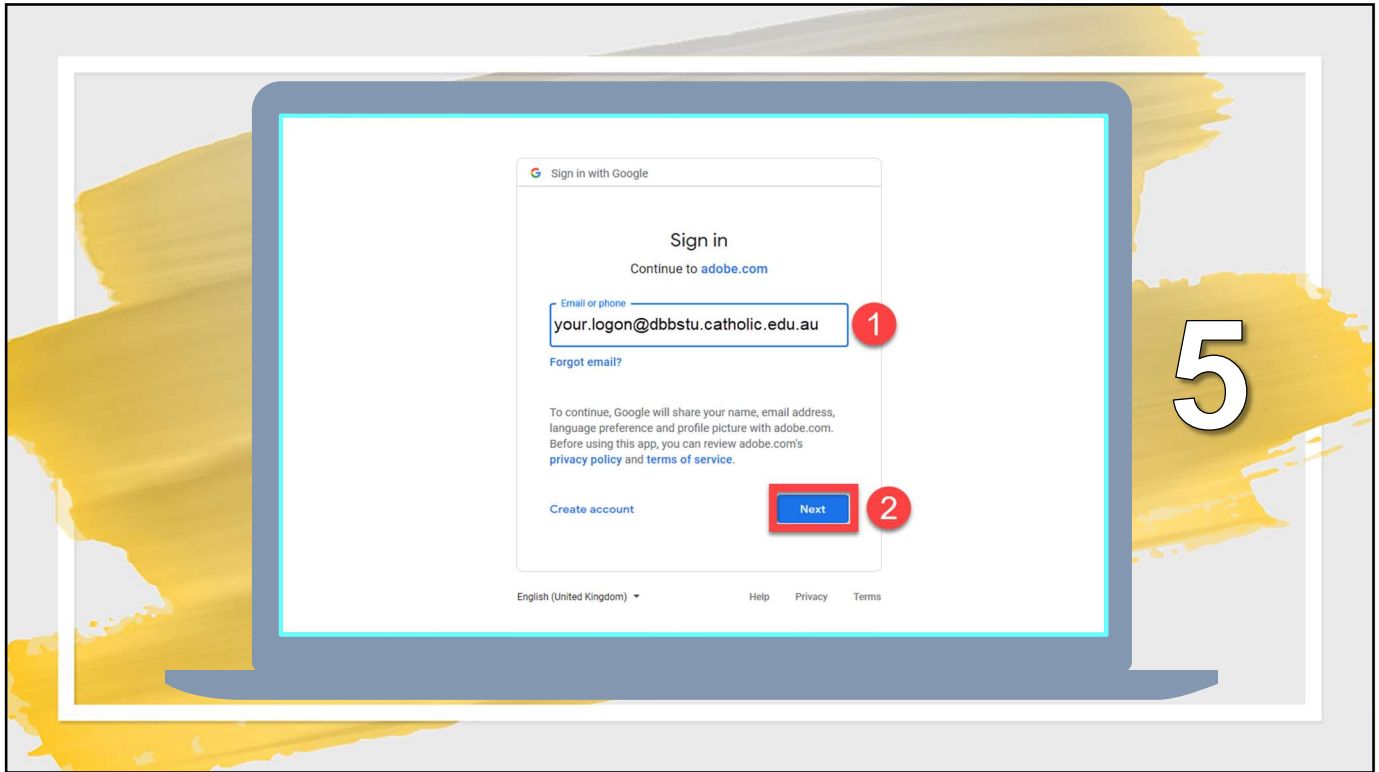 Sign in with Google
Sign in
Continue to adobe.com
Email or phone
your.logon@dbbstu.catholic.edu.au
1
Forgot email?
To continue, Google will share your name, email address,
language preference and profile picture with adobe.com.
Before using this app, you can review adobe.com's
privacy policy and terms of service.
Create account
Next
2
English (United Kingdom)
Help
Privacy
Terms
5